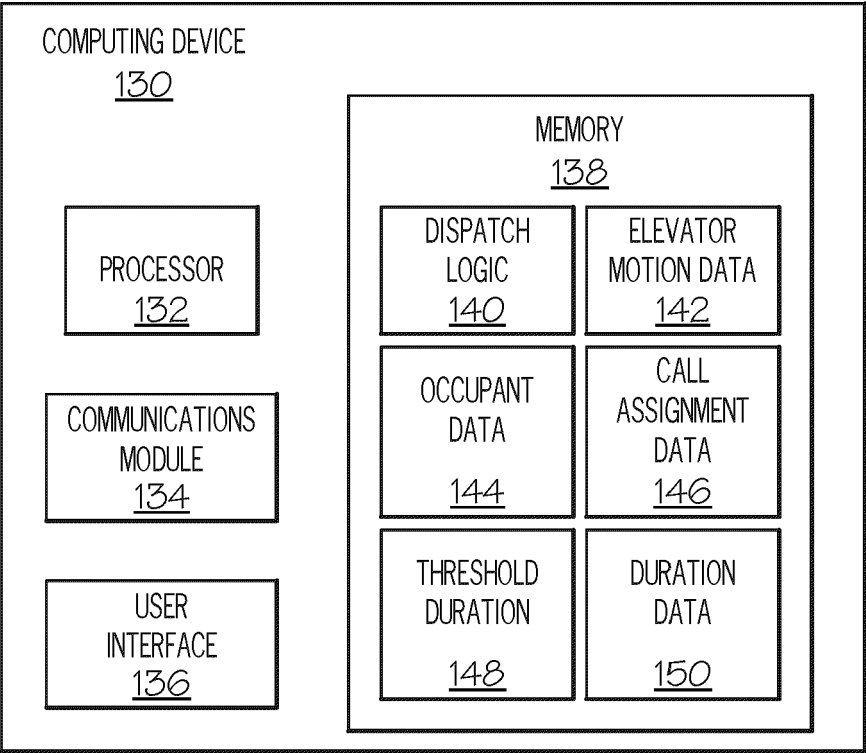 COMPUTING DEVICE
130
PROCESSOR
132
COMMUNICATIONS
MODULE
134
USER
INTERFACE
136
MEMORY
138
DISPATCH
LOGIC
140
ELEVATOR
MOTION DATA
142
OCCUPANT
DATA
144
CALL
ASSIGNMENT
DATA
146
THRESHOLD
DURATION
148
DURATION
DATA
150